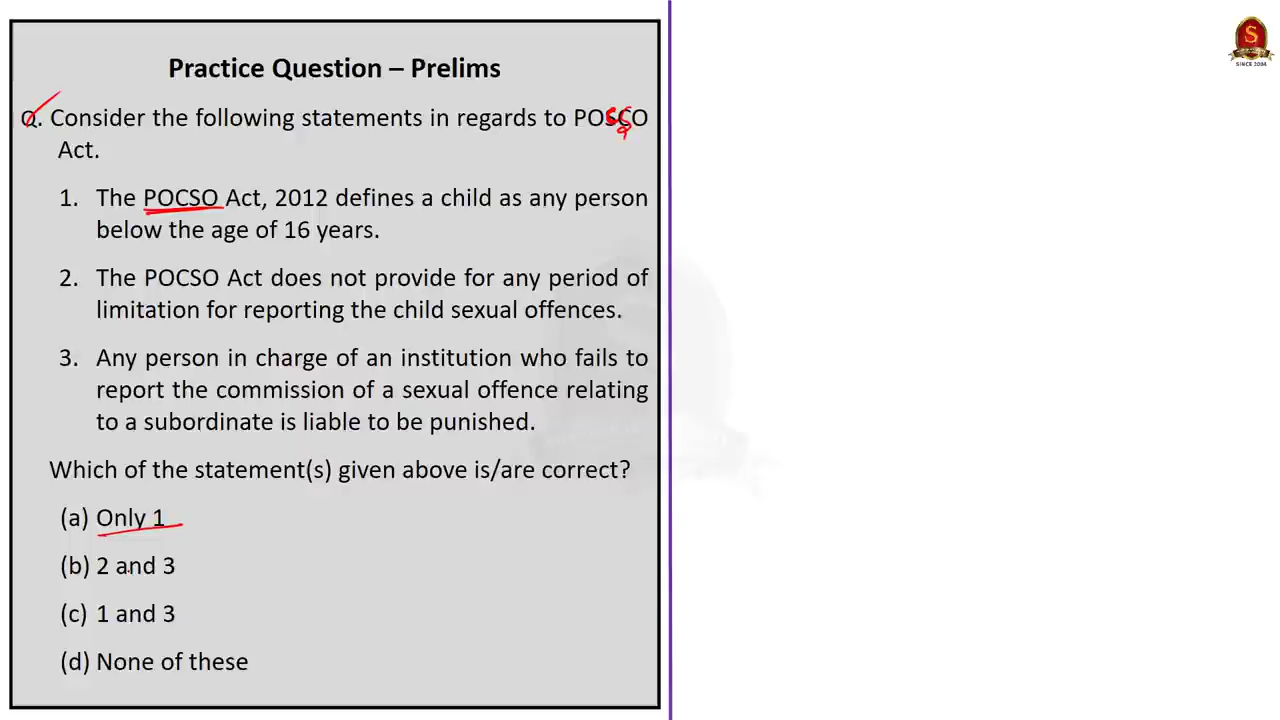 Practice Question – Prelims
Q. Consider the following statements in regards to POSCO
Act.
1. The POCSO Act, 2012 defines a child as any person
below the age of 16 years.
2. The POCSO Act does not provide for any period of
limitation for reporting the child sexual offences.
3. Any person in charge of an institution who fails to
report the commission of a sexual offence relating
to a subordinate is liable to be punished.
Which of the statement(s) given above is/are correct?
(a) Only 1
(b) 2 and 3
(c) 1 and 3
(d) None of these
S
SINCE 2004